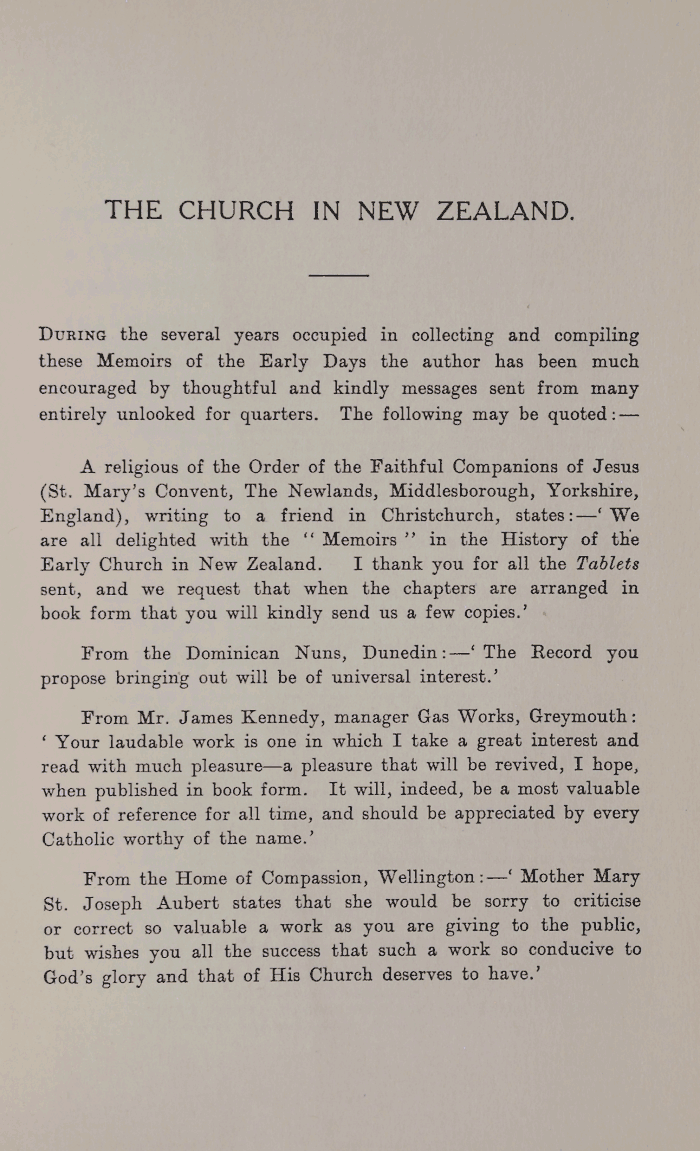 THE CHURCH IN NEW ZEALAND.
DURING the several years occupied in collecting and compiling
these Memoirs of the Early Days the author has been much
encouraged by thoughtful and kindly messages sent from many
entirely unlooked for quarters. The following may be quoted:—
A religious of the Order of the Faithful Companions of Jesus
(St. Mary's Convent, The Newlands, Middlesborough, Yorkshire,
England), writing to a friend in Christchurch, states:—‘ We
are all delighted with the “ Memoirs ” in the History of the
Early Church in New Zealand. I thank you for all the Tablets
sent, and we request that when the chapters are arranged in
book form that you will kindly send us a few copies.’
From the Dominican Nuns, Dunedin:—‘ The Record you
propose bringing out will be of universal interest.’
From Mr. James Kennedy, manager Gas Works, Greymouth:
‘ Your laudable work is one in which I take a great interest and
read with much pleasure—a pleasure that will be revived, I hope,
when published in book form. It will, indeed, be a most valuable
work of reference for all time, and should be appreciated by every
Catholic worthy of the name.’
From the Home of Compassion, Wellington:—‘ Mother Mary
St. Joseph Aubert states that she would be sorry to criticise
or correct so valuable a work as you are giving to the public,
but wishes you all the success that such a work so conducive to
God's glory and that of His Church deserves to have.’